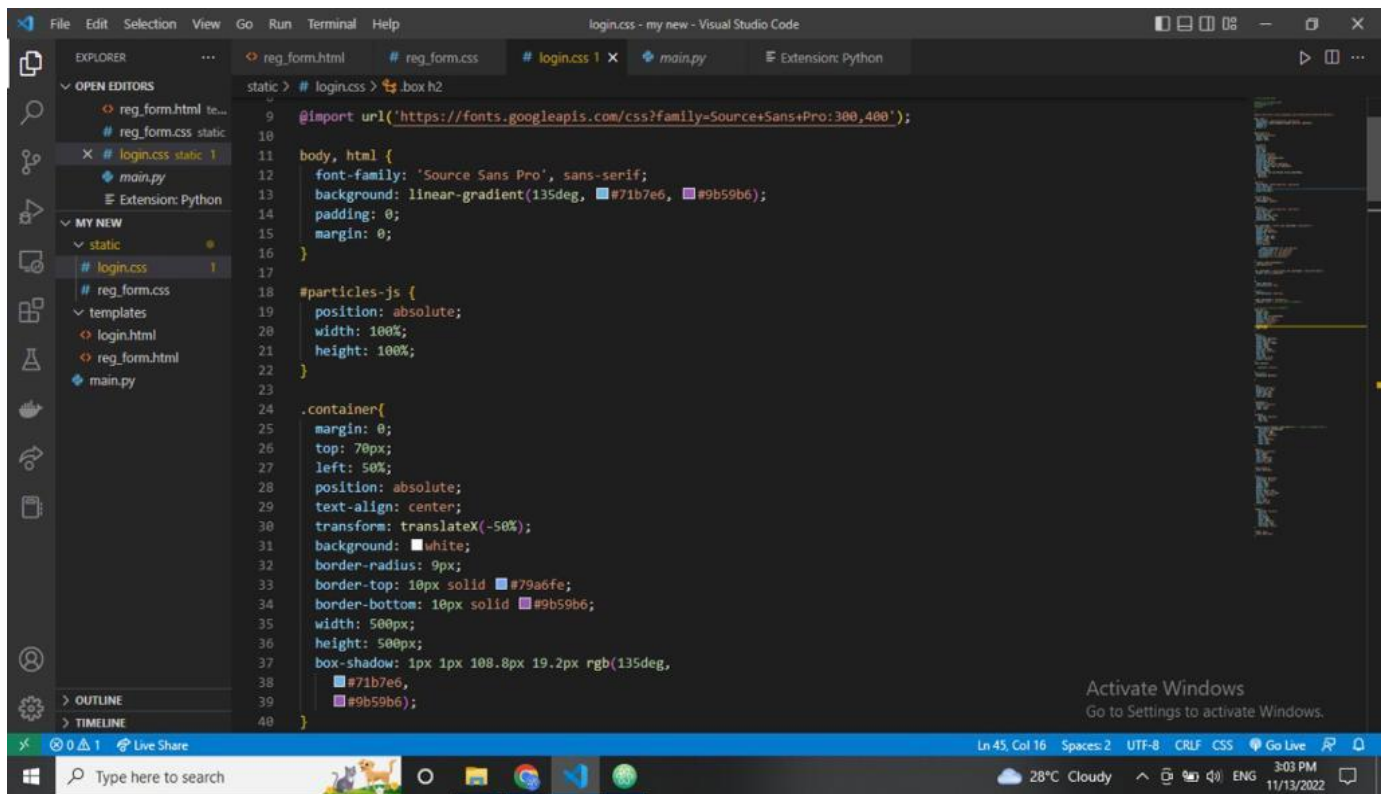 File Edit Selection View Go Run Terminal Help
login.css - my new - Visual Studio Code
EXPLORER ...
reg_form.html # reg_form.css # login.css 1 main.py Extension: Python
OPEN EDITORS
reg_form.html te...
# reg_form.css static
# login.css static 1
main.py
Extension: Python
MY NEW
static
# login.css 1
# reg_form.css
templates
login.html
reg_form.html
main.py
OUTLINE
TIMELINE
static > # login.css > .box h2
9 @import url('https://fonts.googleapis.com/css?family=Source+Sans+Pro:300,400');
10
11 body, html {
12 font-family: 'Source Sans Pro', sans-serif;
13 background: linear-gradient(135deg, #71b7e6, #9b59b6);
14 padding: 0;
15 margin: 0;
16 }
17
18 #particles-js {
19 position: absolute;
20 width: 100%;
21 height: 100%;
22 }
23
24 .container{
25 margin: 0;
26 top: 70px;
27 left: 50%;
28 position: absolute;
29 text-align: center;
30 transform: translateX(-50%);
31 background: white;
32 border-radius: 9px;
33 border-top: 10px solid #79a6fe;
34 border-bottom: 10px solid #9b59b6;
35 width: 500px;
36 height: 500px;
37 box-shadow: 1px 1px 108.8px 19.2px rgb(135deg,
38 #71b7e6,
39 #9b59b6);
40 }
Activate Windows
Go to Settings to activate Windows.
0 1 Live Share
Ln 45, Col 16 Spaces: 2 UTF-8 CRLF CSS Go Live
Type here to search
28°C Cloudy ENG 3:03 PM
11/13/2022